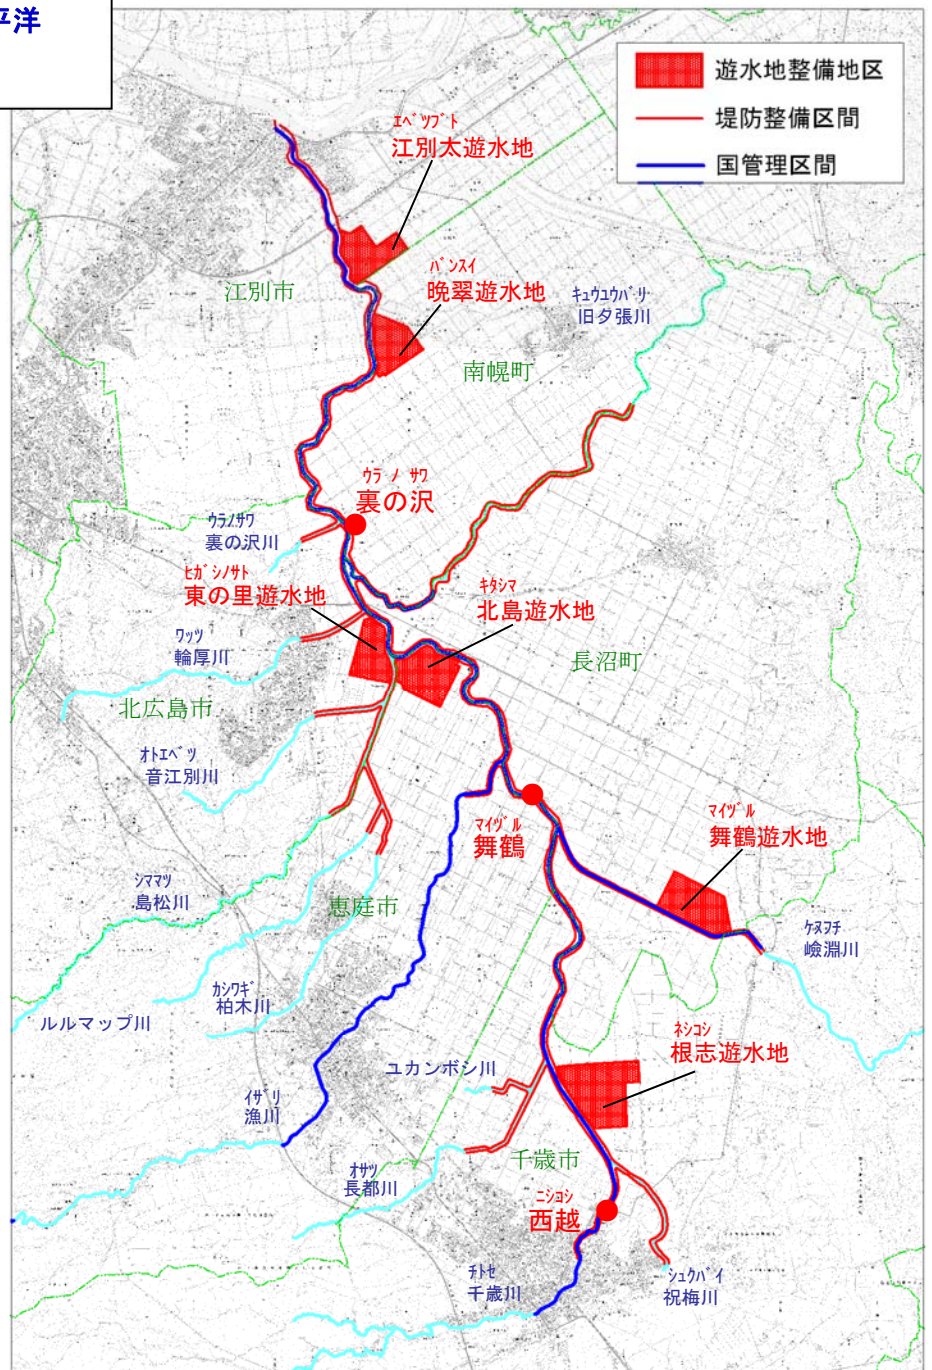 平洋
遊水地整備地区
堤防整備区間
国管理区間
ｴﾍﾞﾂﾌﾞﾄ
江別太遊水地
ﾊﾞﾝｽｲ
晩翠遊水地
江別市
ｷｭｳﾕｳﾊﾞﾘ
旧夕張川
南幌町
ｳﾗﾉｻﾜ
裏の沢
ｳﾗﾉｻﾜ
裏の沢川
ﾋｶﾞｼﾉｻﾄ
東の里遊水地
ｷﾀｼﾏ
北島遊水地
ﾜｯﾂ
輪厚川
長沼町
北広島市
ｵﾄｴﾍﾞﾂ
音江別川
ﾏｲﾂﾞﾙ
舞鶴
ﾏｲﾂﾞﾙ
舞鶴遊水地
ｼﾏﾏﾂ
島松川
恵庭市
ｹﾇﾌﾁ
嶮淵川
ｶｼﾜｷﾞ
柏木川
ルルマップ川
ﾈｼｺｼ
根志遊水地
ユカンボシ川
ｲｻﾞﾘ
漁川
ｵｻﾂ
長都川
千歳市
ﾆｼｺｼ
西越
ﾁﾄｾ
千歳川
ｼｭｸﾊﾞｲ
祝梅川